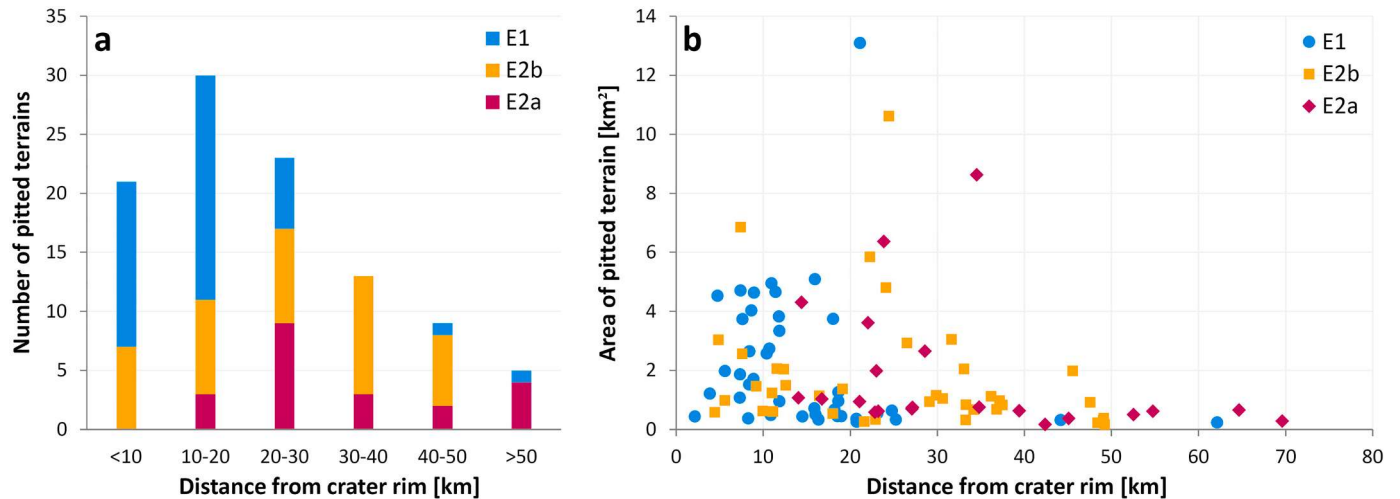 a
35
30
25
20
15
10
5
0
Number of pitted terrains
E1
E2b
E2a
<10 10-20 20-30 30-40 40-50 >50
Distance from crater rim [km]
b
14
12
10
8
6
4
2
0
Area of pitted terrain [km²]
E1
E2b
E2a
0 10 20 30 40 50 60 70 80
Distance from crater rim [km]